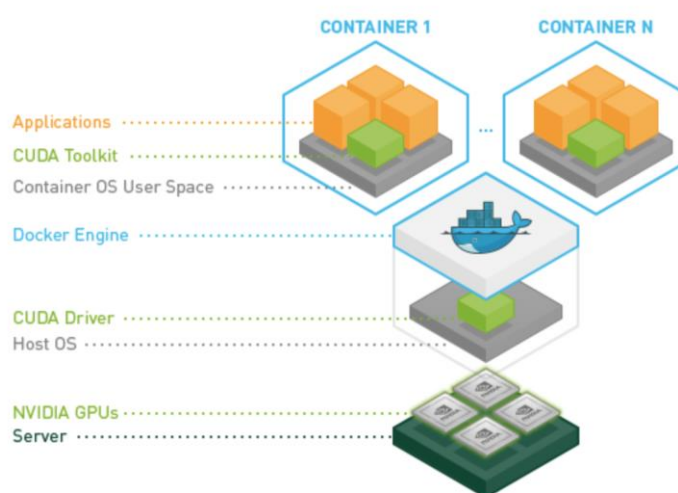 CONTAINER 1
CONTAINER N
Applications
...
CUDA Toolkit
Container OS User Space
Docker Engine
CUDA Driver
Host OS
NVIDIA GPUs
Server